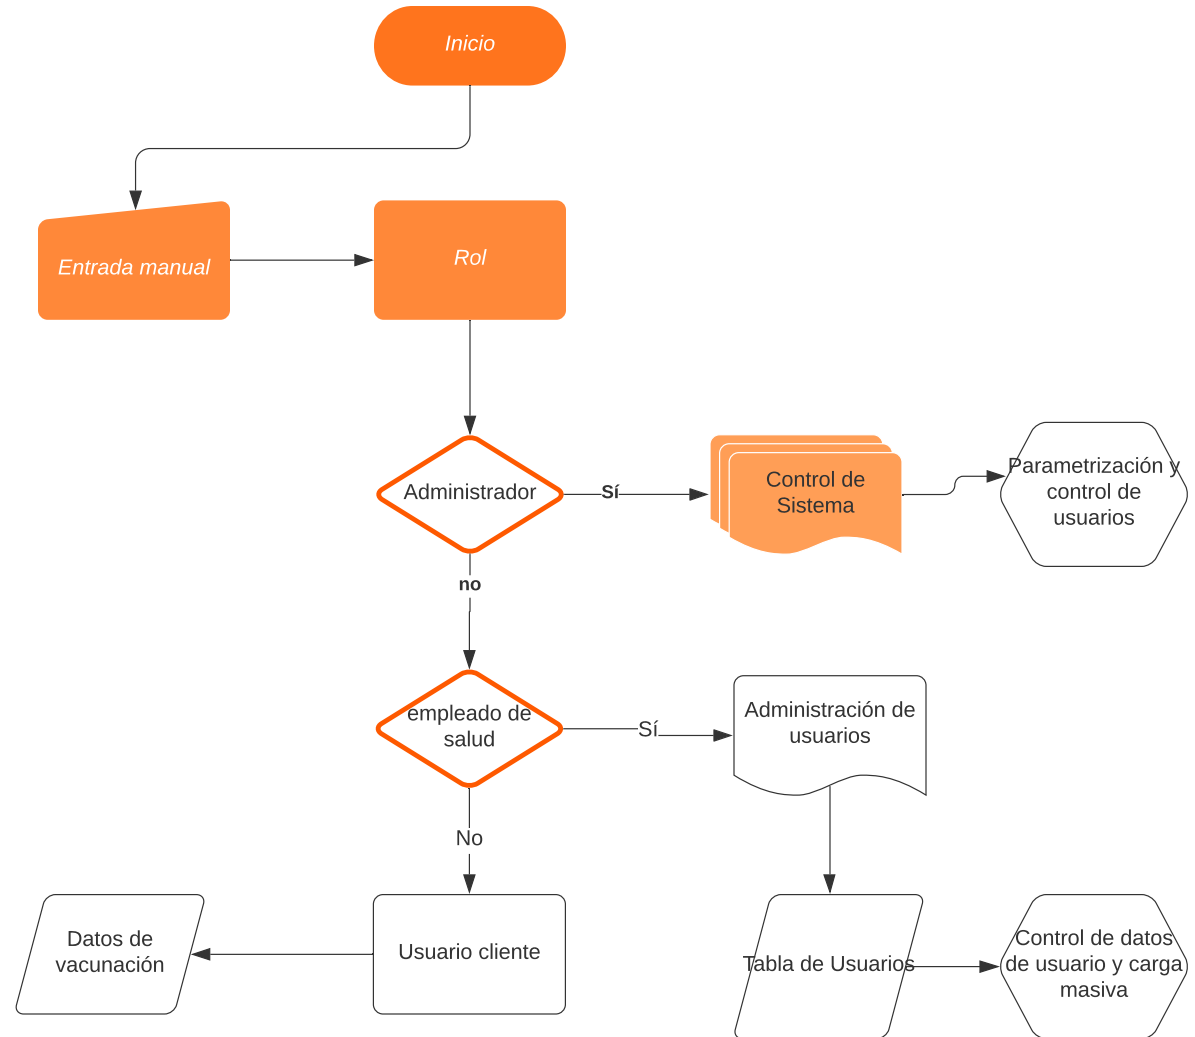 Inicio
Entrada manual
Rol
Administrador
Sí
Control de
Sistema
Parametrización y
control de
usuarios
no
empleado de
salud
Sí
Administración de
usuarios
No
Datos de
vacunación
Usuario cliente
Tabla de Usuarios
Control de datos
de usuario y carga
masiva